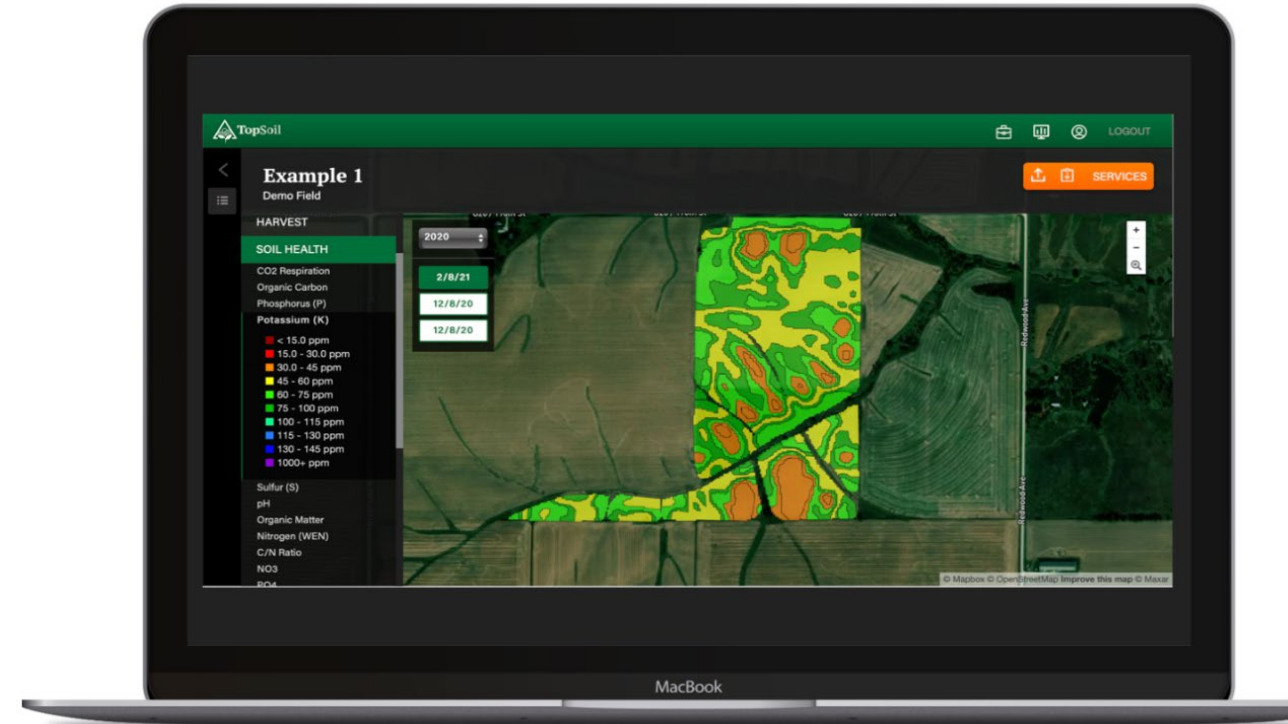 TopSoil
LOGOUT
Example 1
Demo Field
SERVICES
HARVEST
SOIL HEALTH
CO2 Respiration
Organic Carbon
Phosphorus (P)
Potassium (K)
< 15.0 ppm
15.0 - 30.0 ppm
30.0 - 45 ppm
45 - 60 ppm
60 - 75 ppm
75 - 100 ppm
100 - 115 ppm
115 - 130 ppm
130 - 145 ppm
1000+ ppm
Sulfur (S)
pH
Organic Matter
Nitrogen (WEN)
C/N Ratio
NO3
PO4
2020
2/8/21
12/8/20
12/8/20
+
-
Redwood Ave
Redwood Ave
© Mapbox © OpenStreetMap Improve this map © Maxar
MacBook